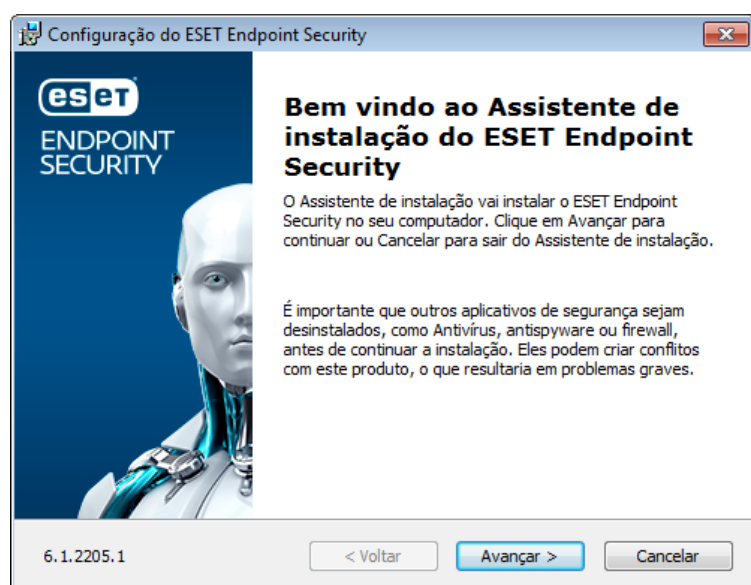 Configuração do ESET Endpoint Security
eset
ENDPOINT
SECURITY
Bem vindo ao Assistente de
instalação do ESET Endpoint
Security
O Assistente de instalação vai instalar o ESET Endpoint
Security no seu computador. Clique em Avançar para
continuar ou Cancelar para sair do Assistente de instalação.
É importante que outros aplicativos de segurança sejam
desinstalados, como Antivírus, antispyware ou firewall,
antes de continuar a instalação. Eles podem criar conflitos
com este produto, o que resultaria em problemas graves.
6.1.2205.1
< Voltar
Avançar >
Cancelar